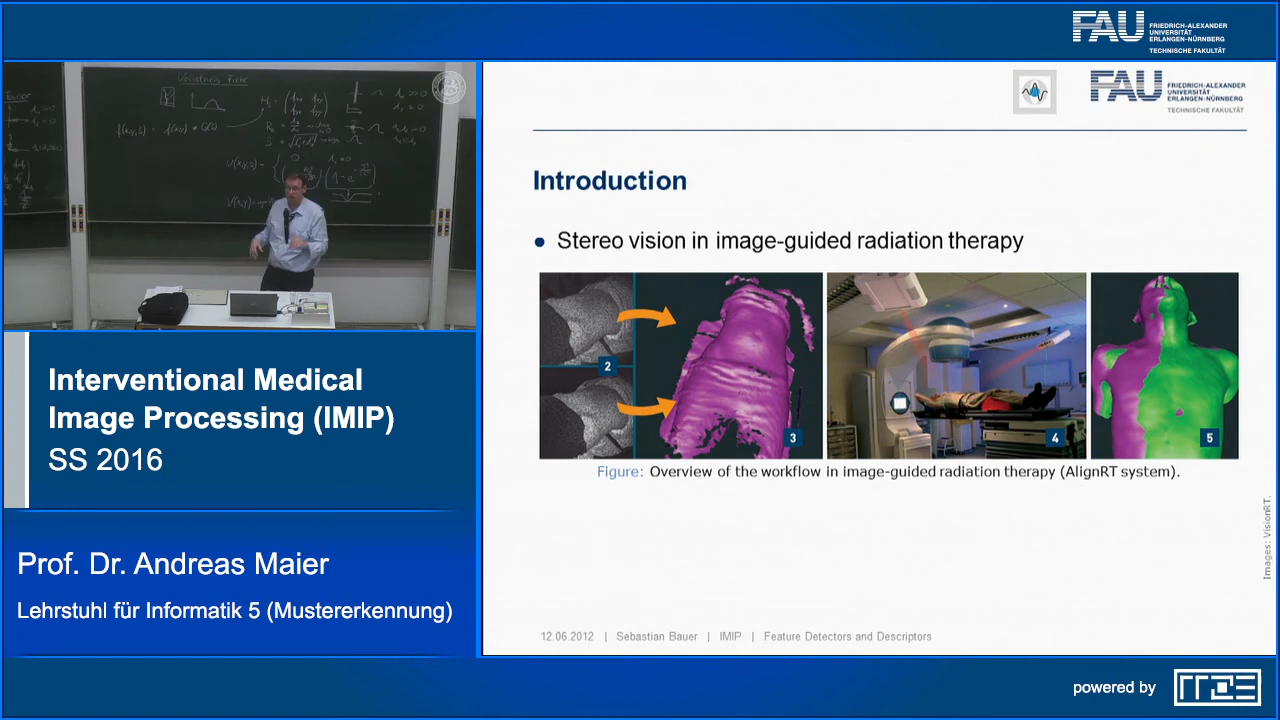 FAU
FRIEDRICH-ALEXANDER
UNIVERSITÄT
ERLANGEN-NÜRNBERG
TECHNISCHE FAKULTÄT
FAU
FRIEDRICH-ALEXANDER
UNIVERSITÄT
ERLANGEN-NÜRNBERG
TECHNISCHE FAKULTÄT
Introduction
• Stereo vision in image-guided radiation therapy
2
3
4
5
Figure: Overview of the workflow in image-guided radiation therapy (AlignRT system).
Images: VisionRT.
12.06.2012 | Sebastian Bauer | IMIP | Feature Detectors and Descriptors
Interventional Medical
Image Processing (IMIP)
SS 2016
Prof. Dr. Andreas Maier
Lehrstuhl für Informatik 5 (Mustererkennung)
powered by